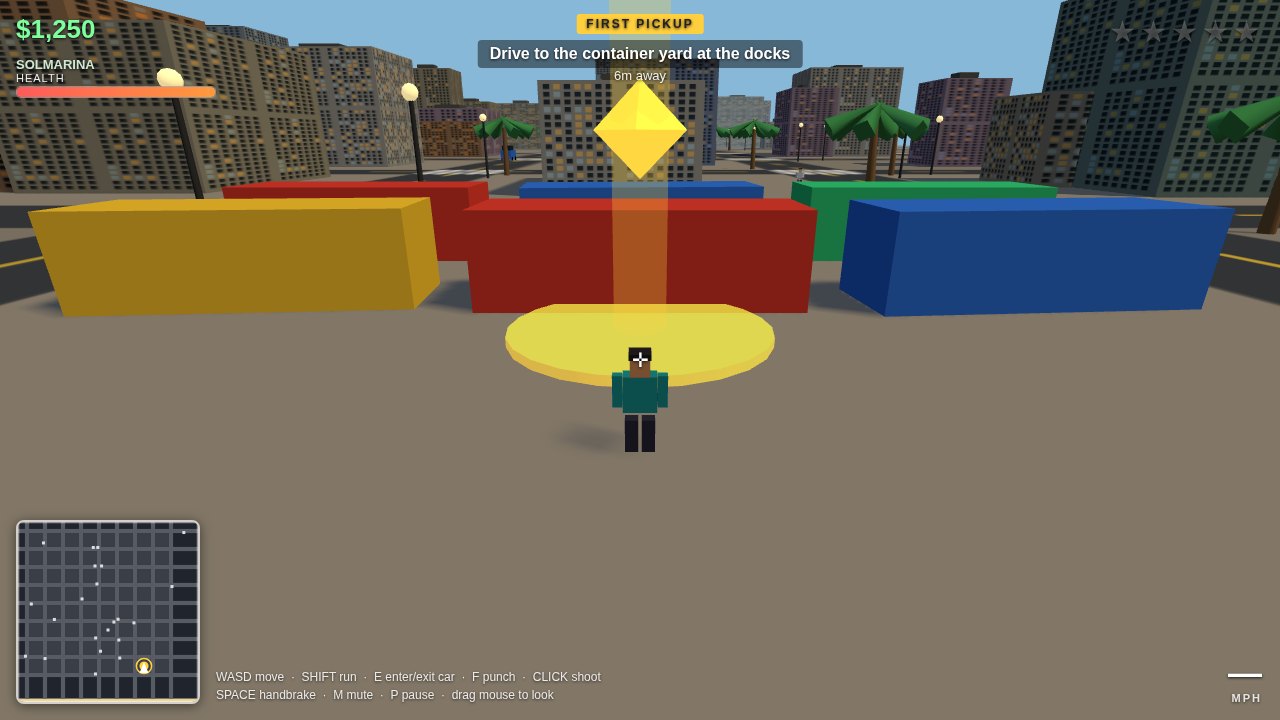 $1,250
SOLMARINA
HEALTH
FIRST PICKUP
Drive to the container yard at the docks
6m away
WASD move · SHIFT run · E enter/exit car · F punch · CLICK shoot
SPACE handbrake · M mute · P pause · drag mouse to look
MPH